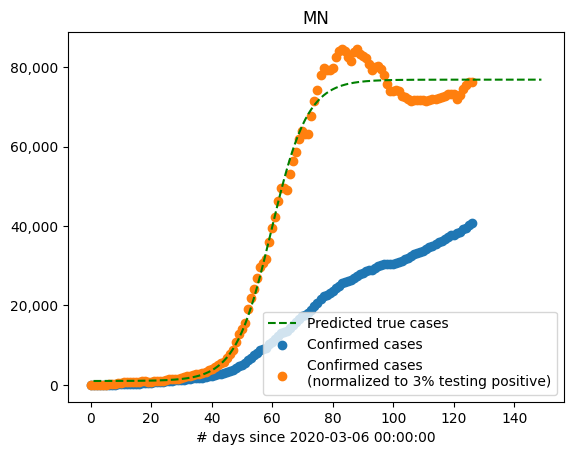 MN
80,000
60,000
40,000
20,000
0
Predicted true cases
Confirmed cases
Confirmed cases
(normalized to 3% testing positive)
0 20 40 60 80 100 120 140
# days since 2020-03-06 00:00:00